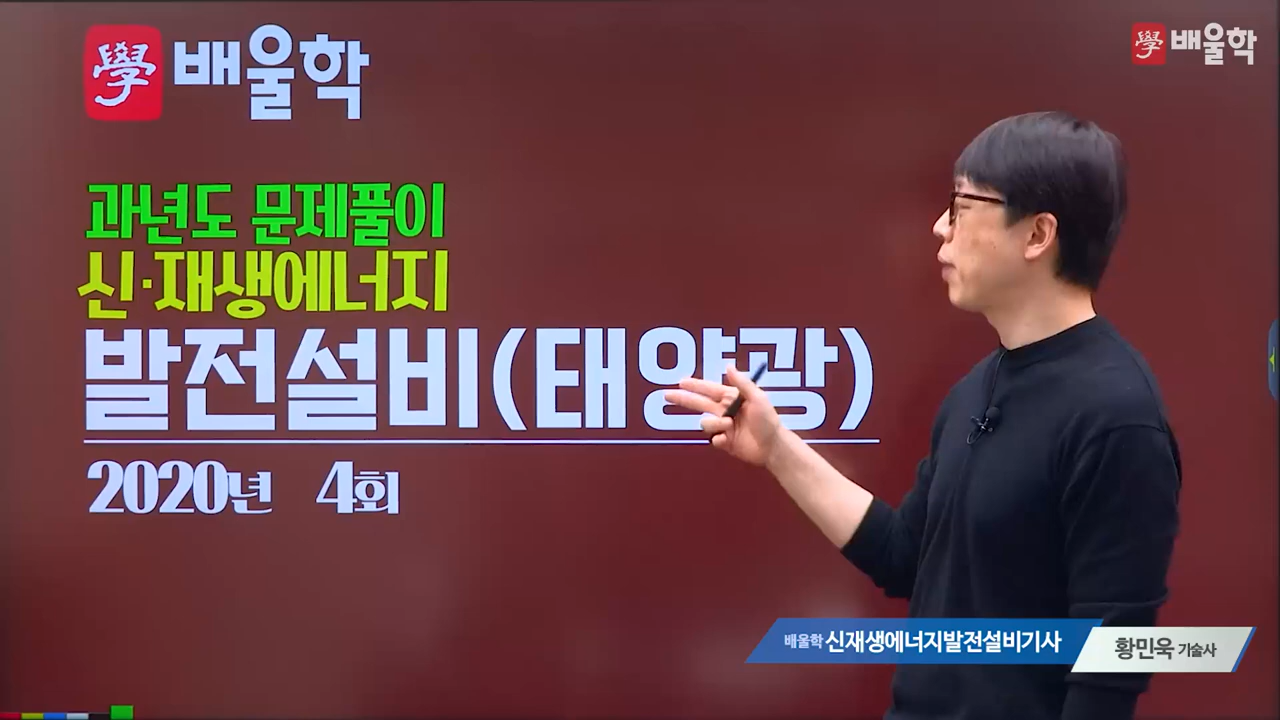 學 배울학
學 배울학
과년도 문제풀이
신·재생에너지
발전설비(태양광)
2020년 4회
배울학 신재생에너지발전설비기사
황민욱 기술사